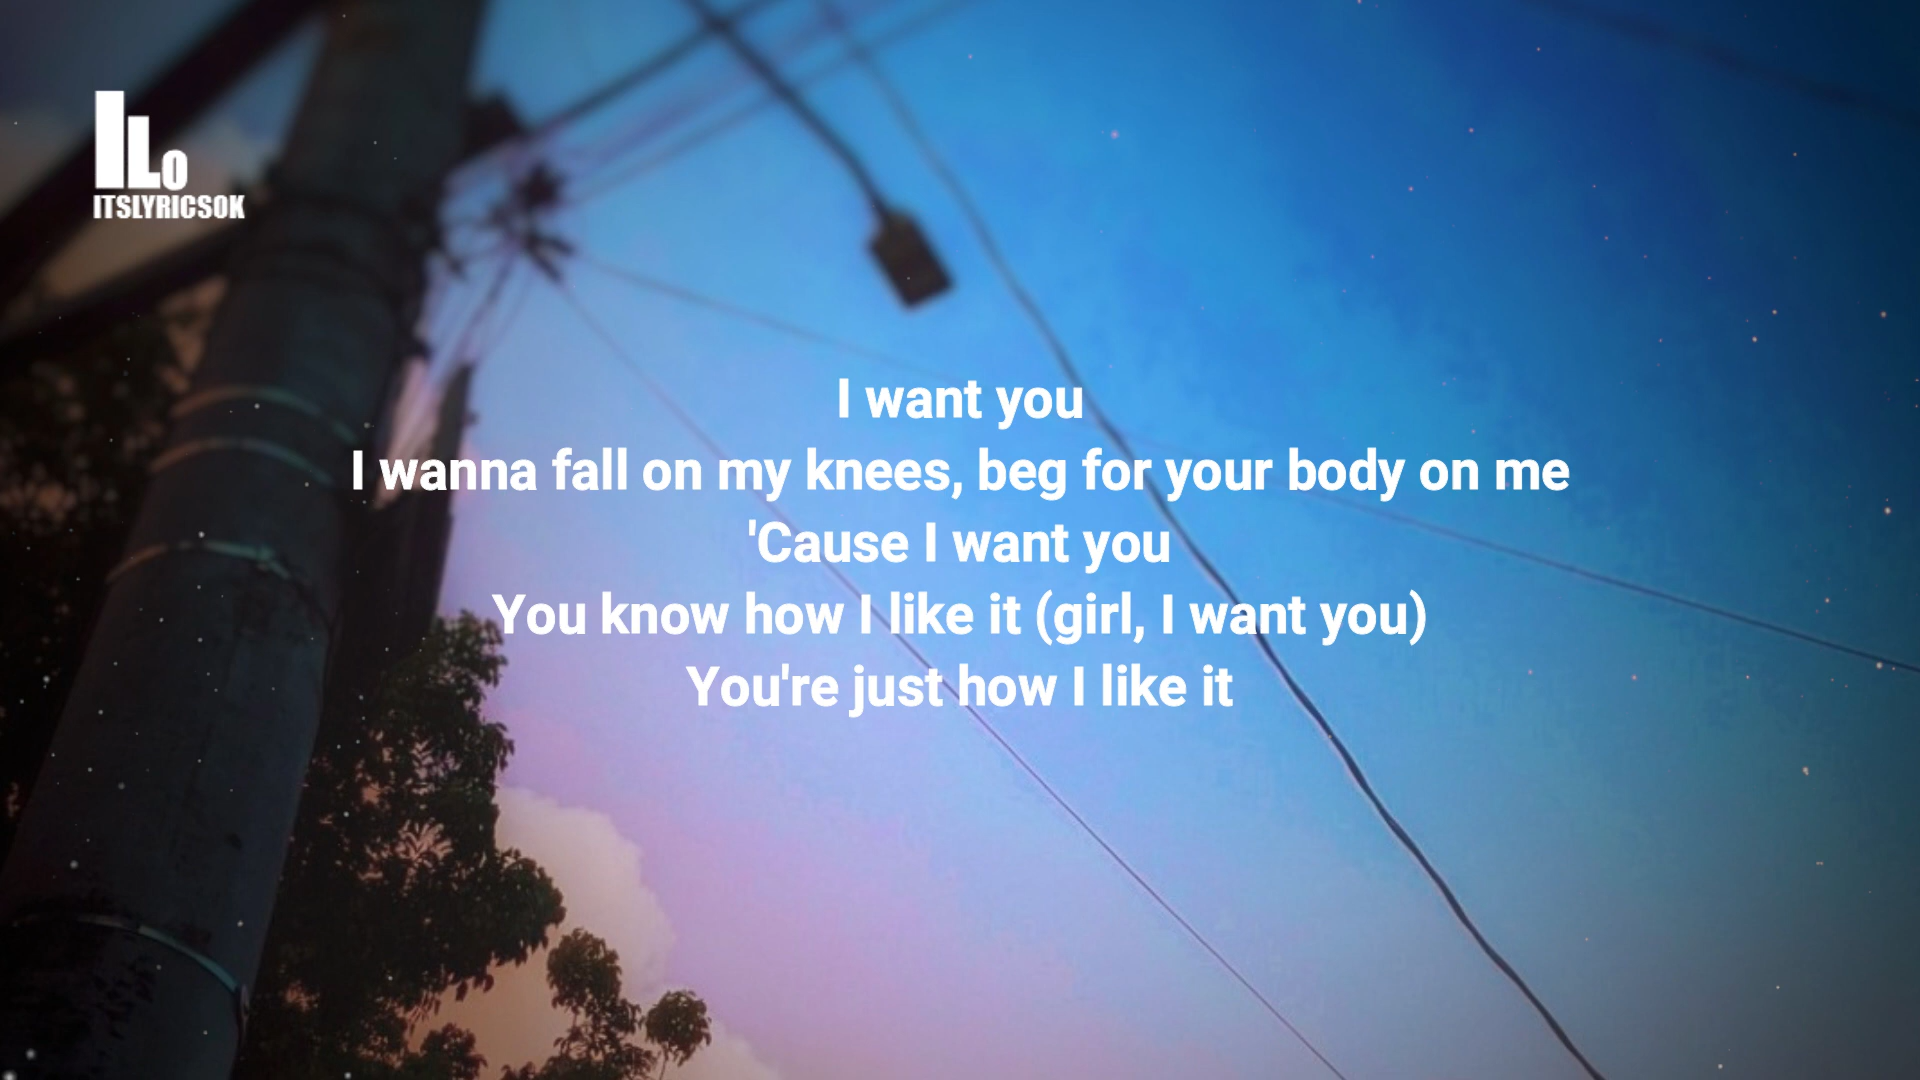 ILO
ITSLYRICSOK
I want you
I wanna fall on my knees, beg for your body on me
'Cause I want you
You know how I like it (girl, I want you)
You're just how I like it